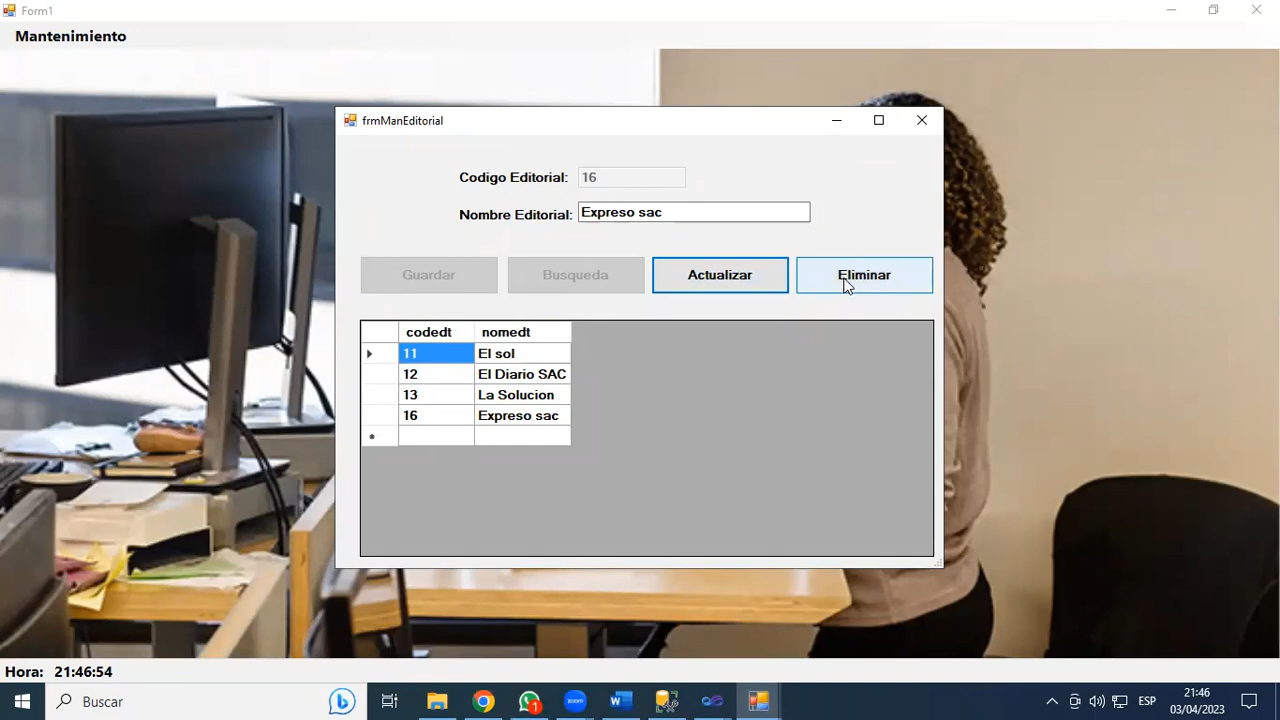 Form1
Mantenimiento
frmManEditorial
Codigo Editorial: 16
Nombre Editorial: Expreso sac
Guardar Busqueda Actualizar Eliminar
codedt nomedt
11 El sol
12 El Diario SAC
13 La Solucion
16 Expreso sac
*
Hora: 21:46:54
Buscar
1
zoom
ESP
21:46
03/04/2023